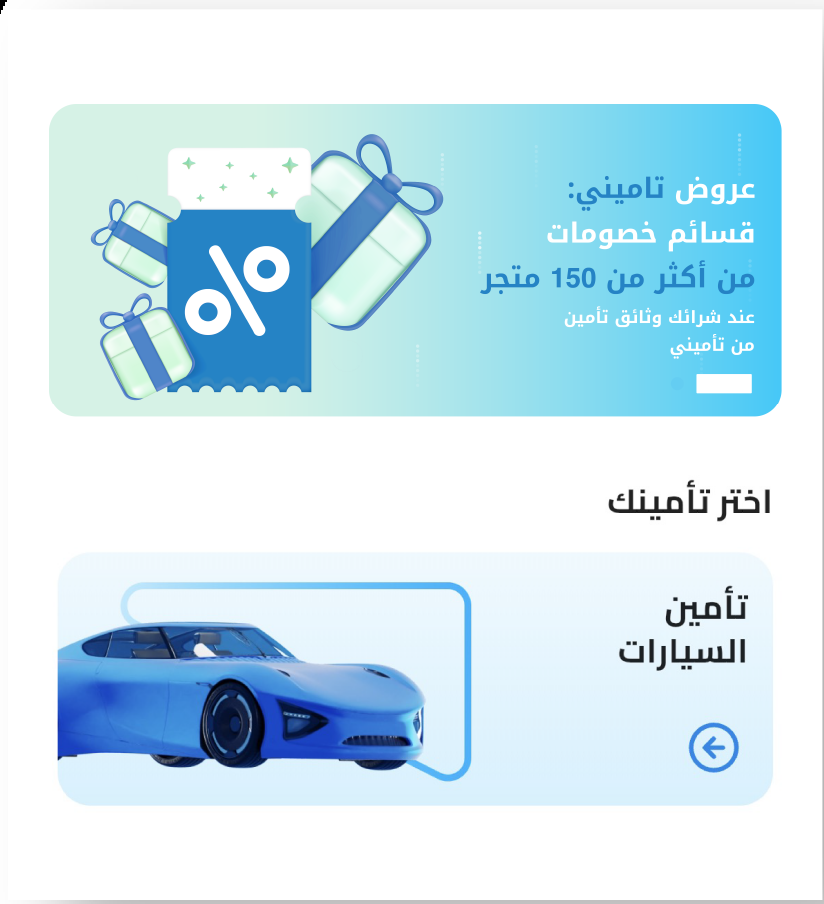 عروض تاميني:
قسائم خصومات
من أكثر من 150 متجر
عند شرائك وثائق تأمين
من تأميني
%
اختر تأمينك
تأمين
السيارات